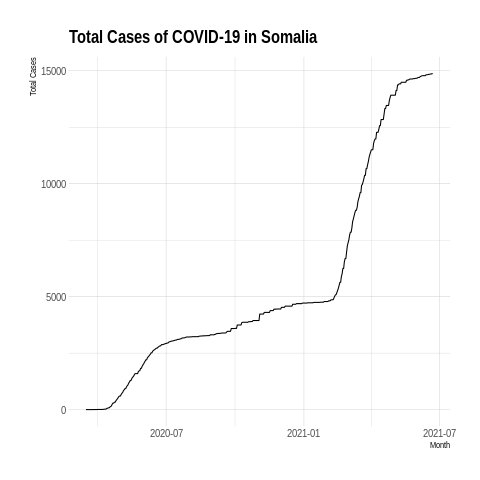 Total Cases of COVID-19 in Somalia
Total Cases
15000
10000
5000
0
2020-07
2021-01
2021-07
Month